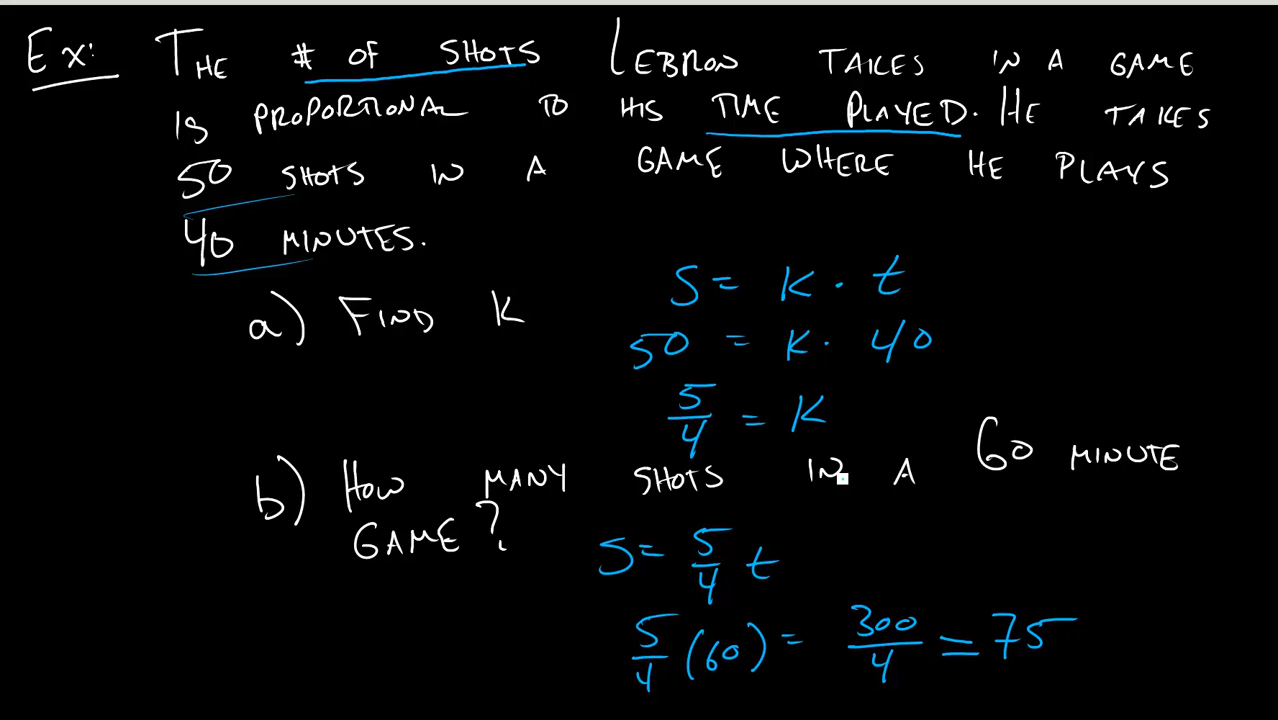 Ex: THE # OF SHOTS LEBRON TAKES IN A GAME
IS PROPORTIONAL TO HIS TIME PLAYED. HE TAKES
50 SHOTS IN A GAME WHERE HE PLAYS
40 MINUTES.
a) FIND K
S = K · t
50 = K · 40
5/4 = K
b) HOW MANY SHOTS IN A 60 MINUTE
GAME?
S = 5/4 t
5/4 (60) = 300/4 = 75